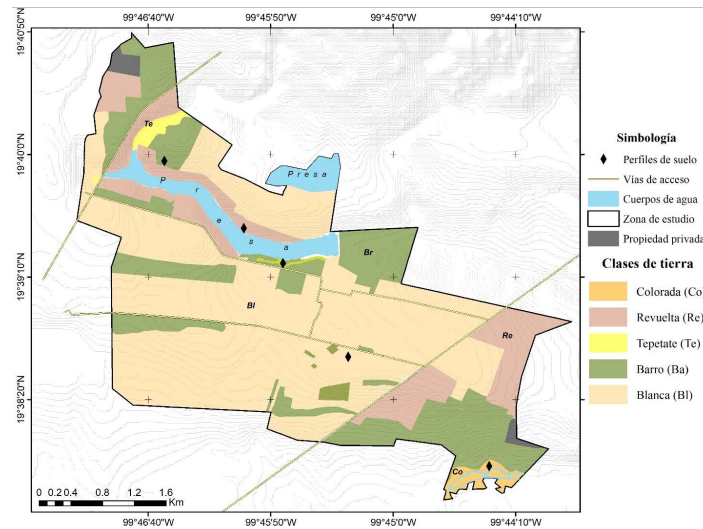 99°46'40"W
99°45'50"W
99°45'00"W
99°44'10"W
19°40'50"N
19°40'0"N
19°39'10"N
19°38'20"N
Te
P r e s a
P r e s a
Br
Bl
Re
Co
0 0.2 0.4 0.8 1.2 1.6
Km
99°46'40"W
99°45'50"W
99°45'00"W
99°44'10"W
Simbología
Perfiles de suelo
Vías de acceso
Cuerpos de agua
Zona de estudio
Propiedad privada
Clases de tierra
Colorada (Co
Revuelta (Re)
Tepetate (Te)
Barro (Ba)
Blanca (Bl)